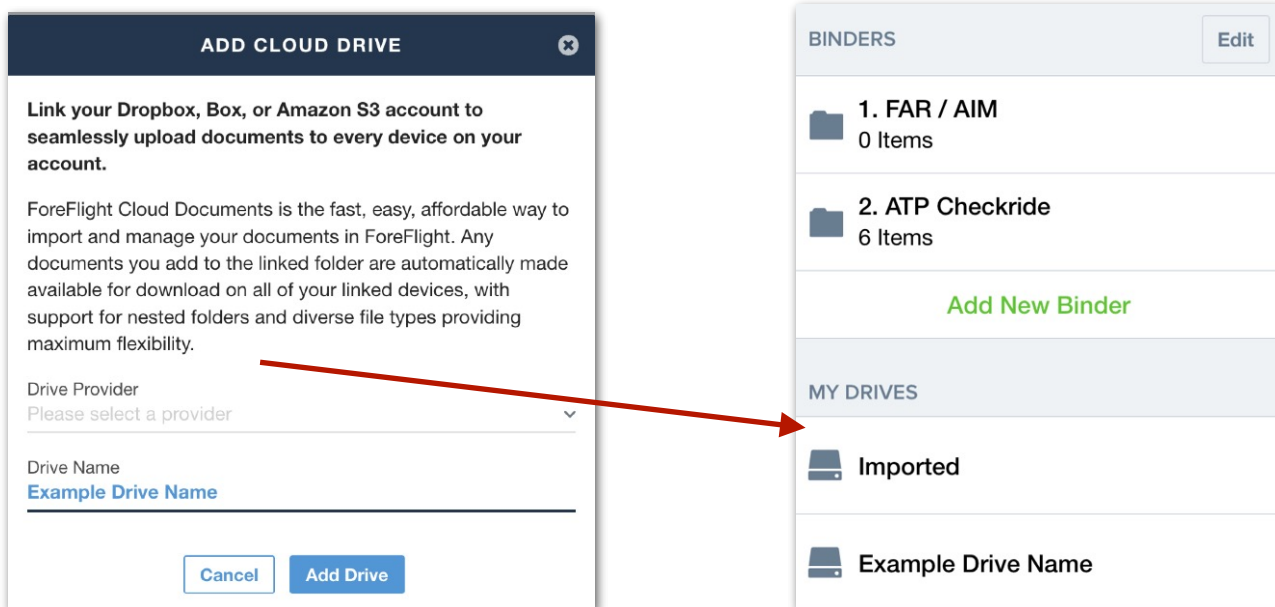 ADD CLOUD DRIVE
Link your Dropbox, Box, or Amazon S3 account to
seamlessly upload documents to every device on your
account.
ForeFlight Cloud Documents is the fast, easy, affordable way to
import and manage your documents in ForeFlight. Any
documents you add to the linked folder are automatically made
available for download on all of your linked devices, with
support for nested folders and diverse file types providing
maximum flexibility.
Drive Provider
Please select a provider
Drive Name
Example Drive Name
Cancel
Add Drive
BINDERS
Edit
1. FAR / AIM
0 Items
2. ATP Checkride
6 Items
Add New Binder
MY DRIVES
Imported
Example Drive Name